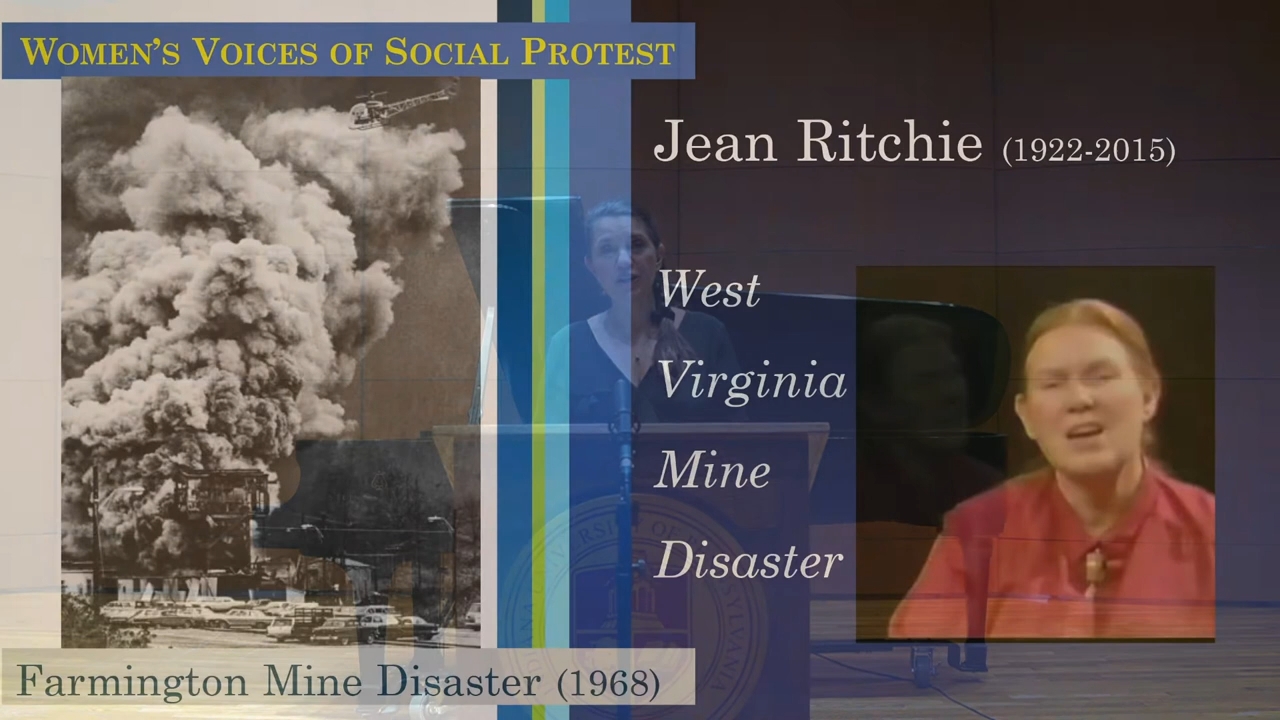 WOMEN'S VOICES OF SOCIAL PROTEST
Jean Ritchie (1922-2015)
West
Virginia
Mine
Disaster
Farmington Mine Disaster (1968)